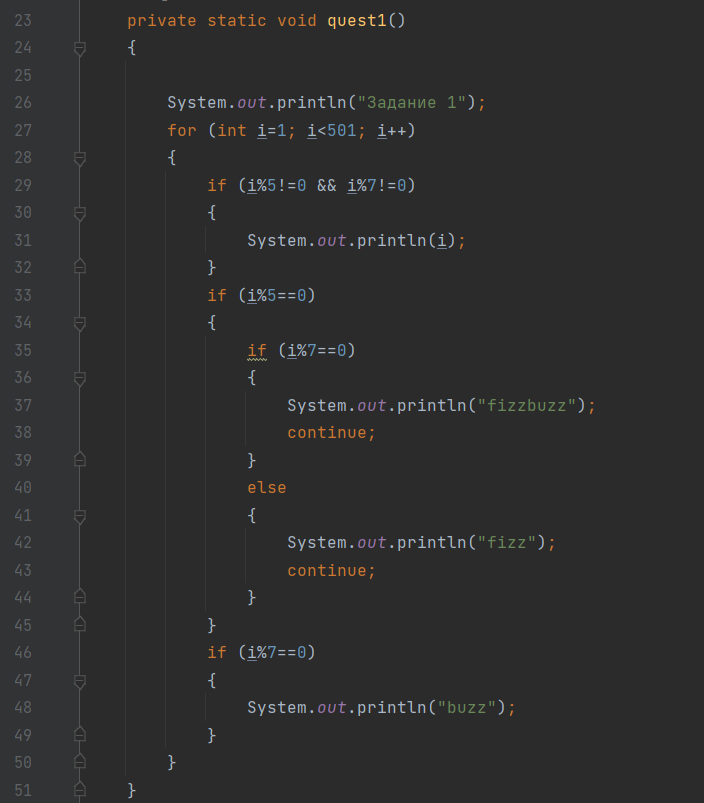 23 private static void quest1()
24 {
25
26 System.out.println("Задание 1");
27 for (int i=1; i<501; i++)
28 {
29 if (i%5!=0 && i%7!=0)
30 {
31 System.out.println(i);
32 }
33 if (i%5==0)
34 {
35 if (i%7==0)
36 {
37 System.out.println("fizzbuzz");
38 continue;
39 }
40 else
41 {
42 System.out.println("fizz");
43 continue;
44 }
45 }
46 if (i%7==0)
47 {
48 System.out.println("buzz");
49 }
50 }
51 }